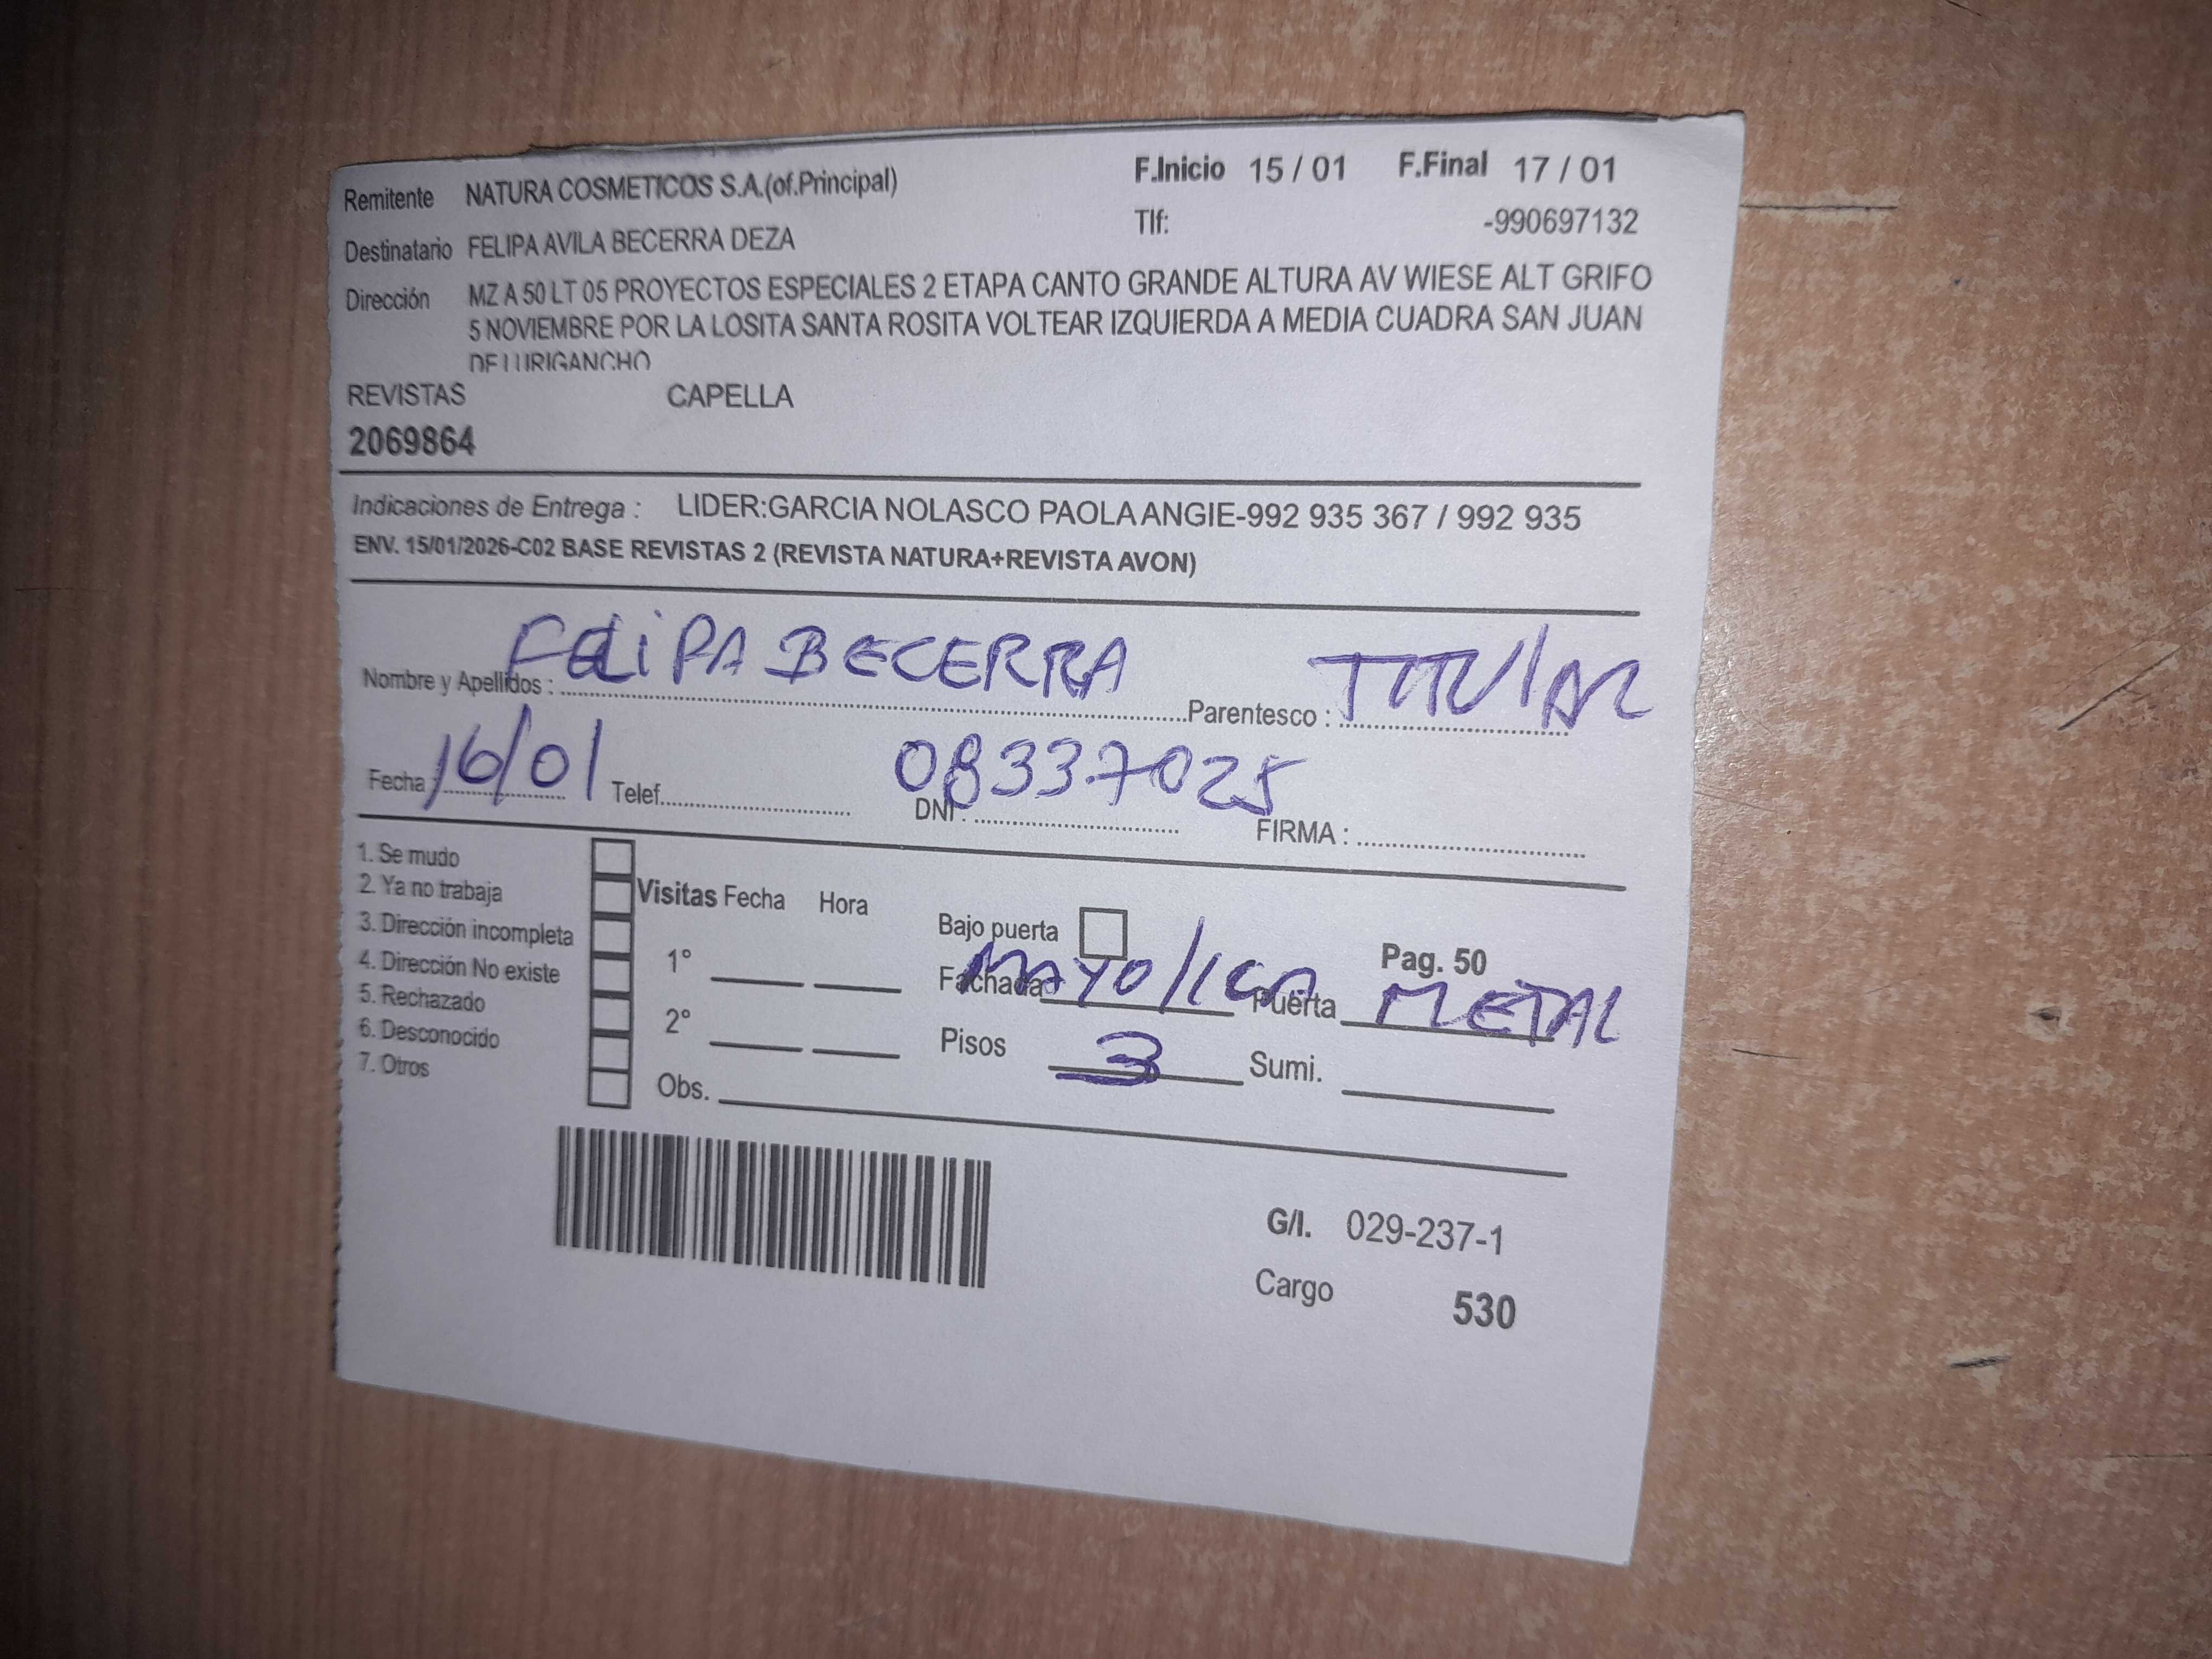 Remitente NATURA COSMETICOS S.A.(of.Principal) F.Inicio 15 / 01 F.Final 17 / 01
Destinatario FELIPA AVILA BECERRA DEZA Tlf: -990697132
Dirección MZ A 50 LT 05 PROYECTOS ESPECIALES 2 ETAPA CANTO GRANDE ALTURA AV WIESE ALT GRIFO
5 NOVIEMBRE POR LA LOSITA SANTA ROSITA VOLTEAR IZQUIERDA A MEDIA CUADRA SAN JUAN
DE LURIGANCHO
REVISTAS CAPELLA
2069864
Indicaciones de Entrega : LIDER:GARCIA NOLASCO PAOLA ANGIE-992 935 367 / 992 935
ENV. 15/01/2026-C02 BASE REVISTAS 2 (REVISTA NATURA+REVISTA AVON)
Nombre y Apellidos : FELiPA BECERRA Parentesco : TITULAR
Fecha : 16/01 Telef. DNI : 08337025 FIRMA :
1. Se mudo
2. Ya no trabaja Visitas Fecha Hora
3. Dirección incompleta Bajo puerta Pag. 50
4. Dirección No existe 1° Fachada MAYOLICA Puerta METAL
5. Rechazado
6. Desconocido 2° Pisos 3 Sumi.
7. Otros Obs.
G/I. 029-237-1
Cargo 530